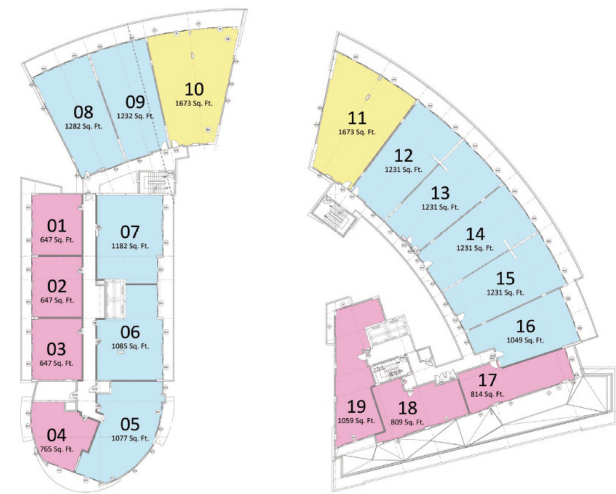 08
1282 Sq. Ft.
09
1232 Sq. Ft.
10
1673 Sq. Ft.
01
647 Sq. Ft.
02
647 Sq. Ft.
03
647 Sq. Ft.
04
765 Sq. Ft.
07
1182 Sq. Ft.
06
1085 Sq. Ft.
05
1077 Sq. Ft.
11
1673 Sq. Ft.
12
1231 Sq. Ft.
13
1231 Sq. Ft.
14
1231 Sq. Ft.
15
1231 Sq. Ft.
16
1049 Sq. Ft.
17
814 Sq. Ft.
18
809 Sq. Ft.
19
1059 Sq. Ft.